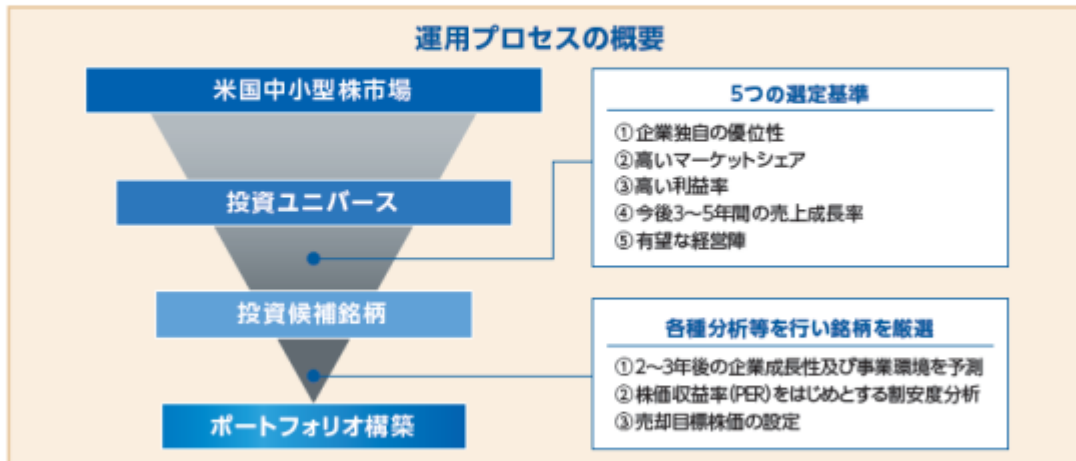 運用プロセスの概要
米国中小型株市場
投資ユニバース
投資候補銘柄
ポートフォリオ構築
5つの選定基準
①企業独自の優位性
②高いマーケットシェア
③高い利益率
④今後3～5年間の売上成長率
⑤有望な経営陣
各種分析等を行い銘柄を厳選
①2～3年後の企業成長性及び事業環境を予測
②株価収益率(PER)をはじめとする割安度分析
③売却目標株価の設定